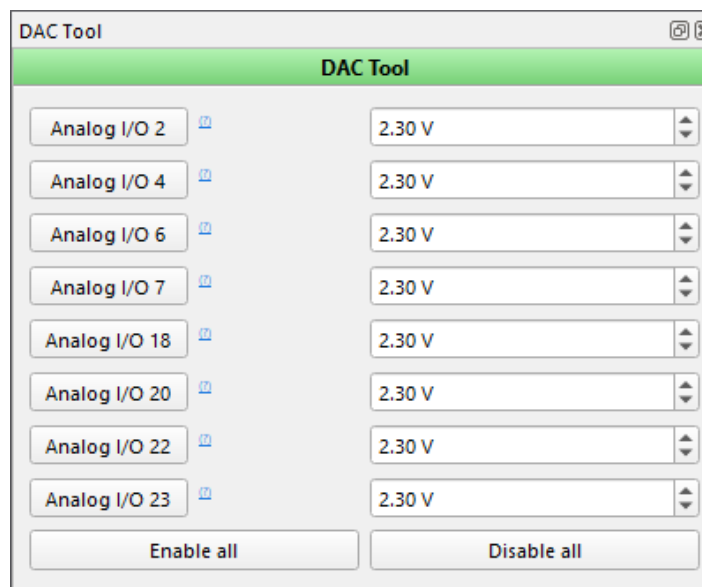 DAC Tool
DAC Tool
Analog I/O 2 (?) 2.30 V
Analog I/O 4 (?) 2.30 V
Analog I/O 6 (?) 2.30 V
Analog I/O 7 (?) 2.30 V
Analog I/O 18 (?) 2.30 V
Analog I/O 20 (?) 2.30 V
Analog I/O 22 (?) 2.30 V
Analog I/O 23 (?) 2.30 V
Enable all Disable all